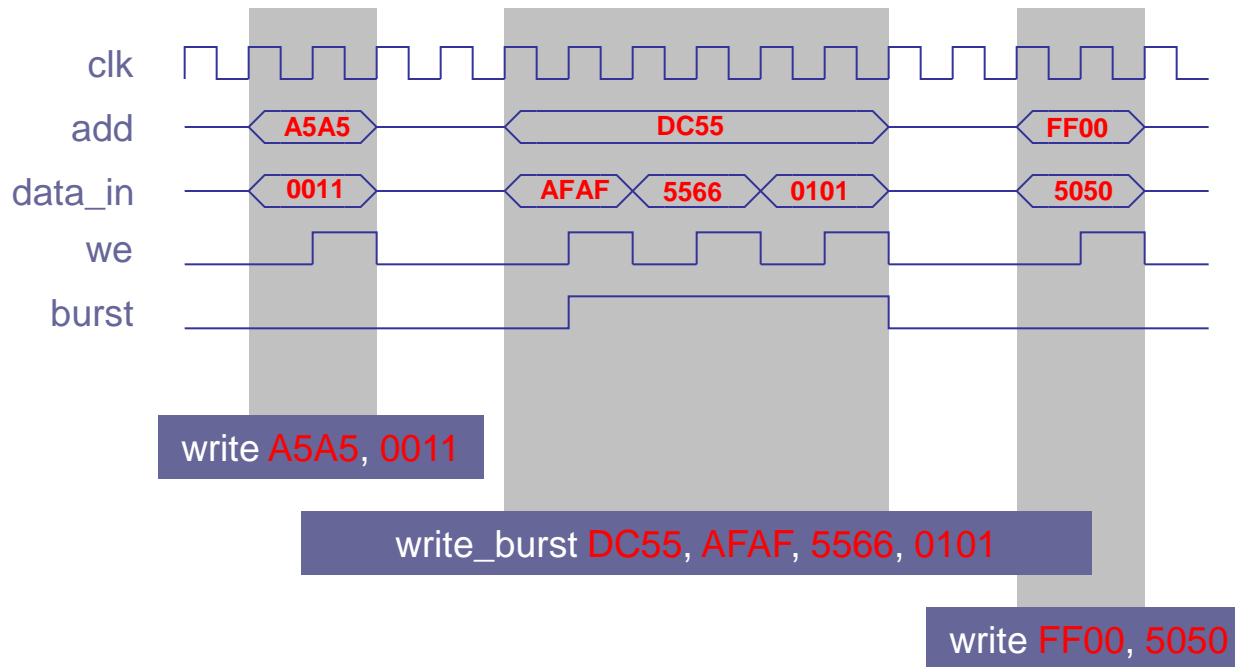 clk
add A5A5 DC55 FF00
data_in 0011 AFAF 5566 0101 5050
we
burst
write A5A5, 0011
write_burst DC55, AFAF, 5566, 0101
write FF00, 5050